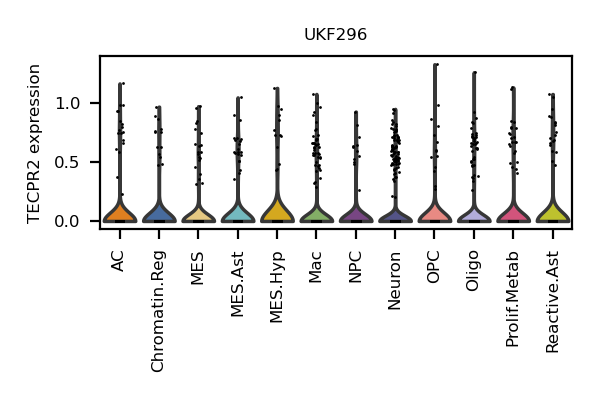 UKF296
TECPR2 expression
1.0
0.5
0.0
AC
Chromatin.Reg
MES
MES.Ast
MES.Hyp
Mac
NPC
Neuron
OPC
Oligo
Prolif.Metab
Reactive.Ast